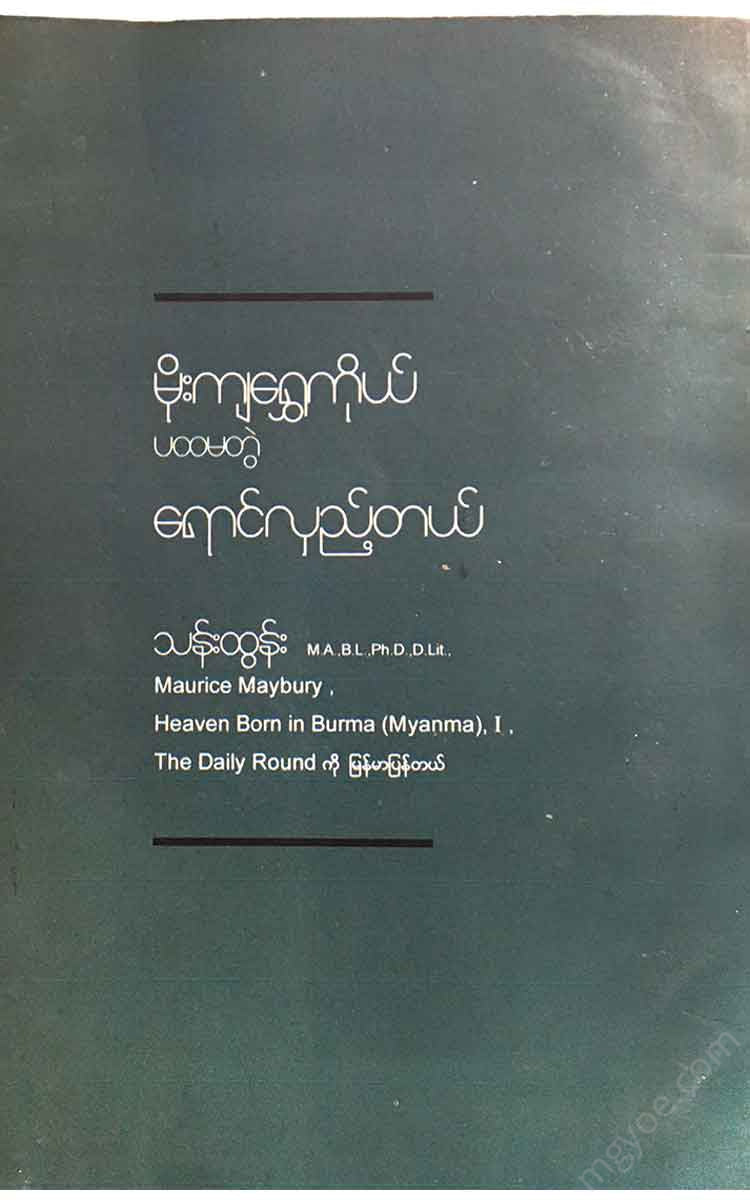 မိုးကျရွှေကိုယ်
ပထမတွဲ
ရောင်လှည့်တယ်
သန်းထွန်း M.A.,B.L.,Ph.D.,D.Lit.,
Maurice Maybury ,
Heaven Born in Burma (Myanma), I ,
The Daily Round ကို မြန်မာပြန်တယ်
mgyoe.com